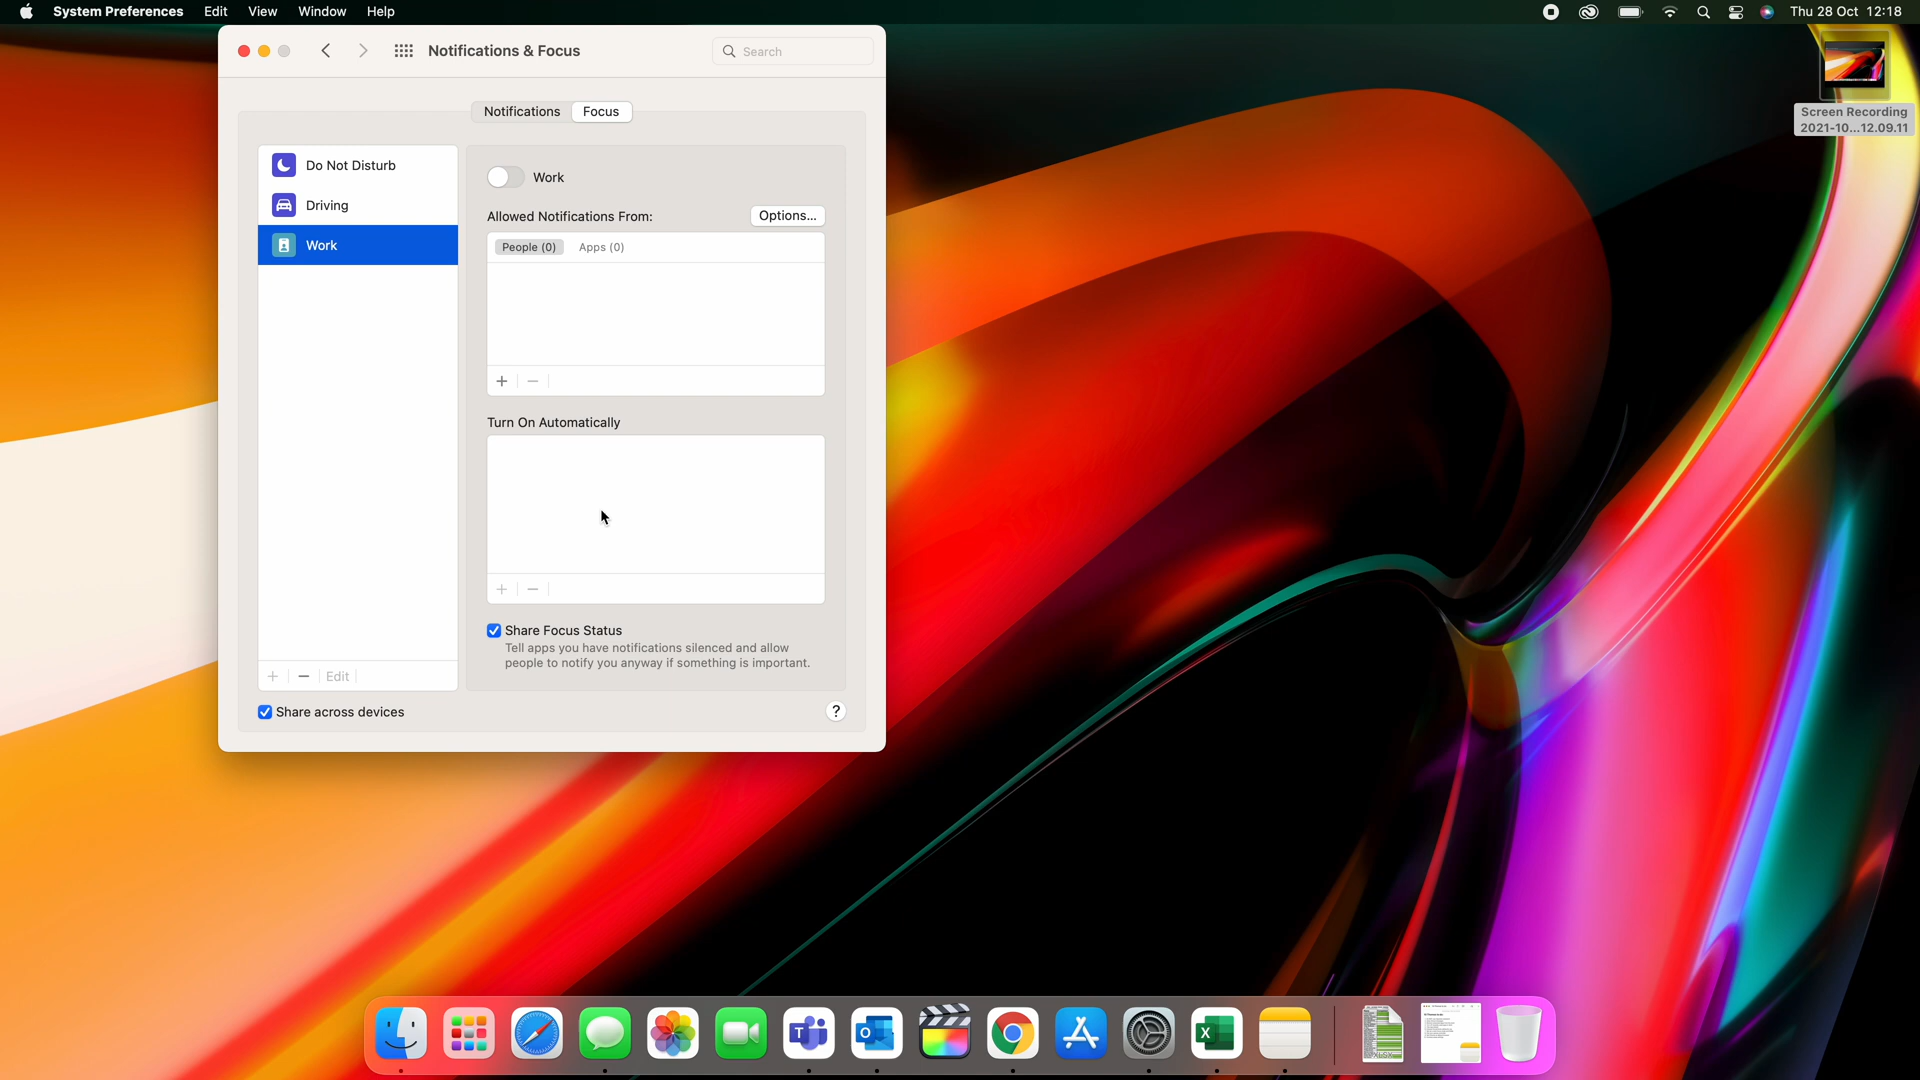 System Preferences Edit View Window Help Thu 28 Oct 12:18
Notifications & Focus Search
Notifications Focus
Do Not Disturb
Driving
Work
Work
Allowed Notifications From: Options...
People (0) Apps (0)
+ −
Turn On Automatically
+ −
Share Focus Status
Tell apps you have notifications silenced and allow
people to notify you anyway if something is important.
+ − Edit
Share across devices ?
Screen Recording
2021-10...12.09.11
XLSX